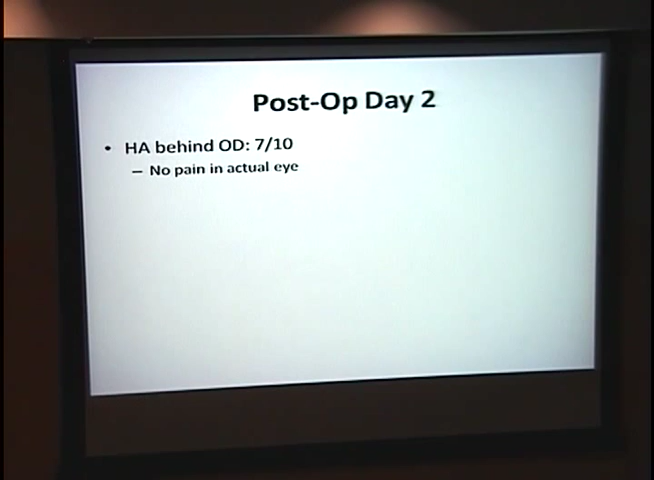 Post-Op Day 2
• HA behind OD: 7/10
– No pain in actual eye